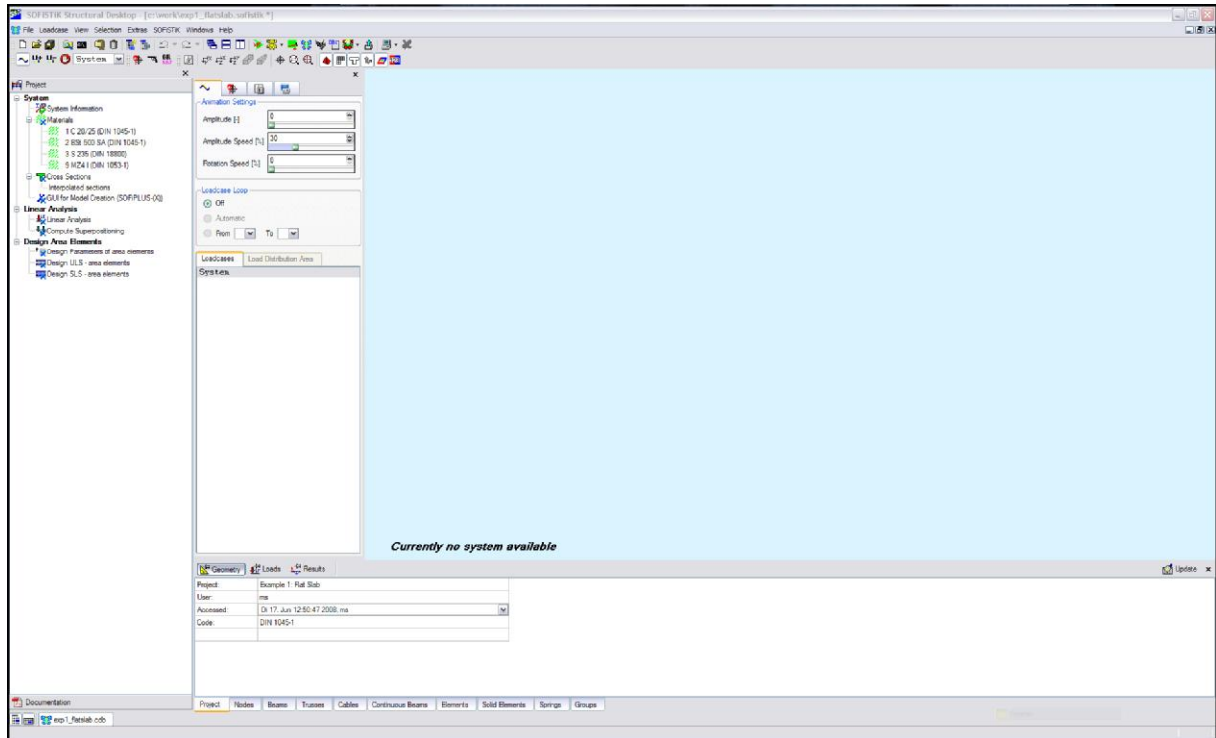 SOFiSTiK Structural Desktop - [c:\work\exp1_flatslab.sofistik *]
File Loadcase View Selection Extras SOFiSTiK Windows Help
System
Project
System
System Information
Materials
1 C 20/25 (DIN 1045-1)
2 BSt 500 SA (DIN 1045-1)
3 S 235 (DIN 18800)
9 MZ4 I (DIN 1053-1)
Cross Sections
Interpolated sections
GUI for Model Creation (SOFiPLUS-(X))
Linear Analysis
Linear Analysis
Compute Superpositioning
Design Area Elements
Design Parameters of area elements
Design ULS - area elements
Design SLS - area elements
Documentation
Animation Settings
Amplitude [-] 0
Amplitude Speed [%] 30
Rotation Speed [%] 0
Loadcase Loop
Off
Automatic
From To
Loadcases Load Distribution Area
System
Currently no system available
Geometry Loads Results Update
Project: Example 1: Flat Slab
User: ms
Accessed: Di 17. Jun 12:50:47 2008: ms
Code: DIN 1045-1
Project Nodes Beams Trusses Cables Continuous Beams Elements Solid Elements Springs Groups
exp1_flatslab.cdb